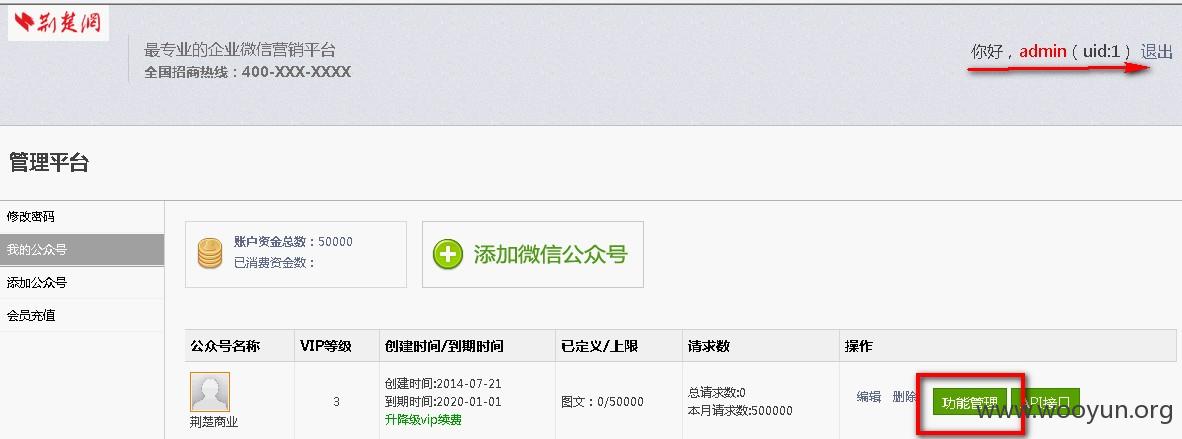 荆楚網
最专业的企业微信营销平台
全国招商热线：400-XXX-XXXX
你好，admin（uid:1） 退出
管理平台
修改密码
我的公众号
添加公众号
会员充值
账户资金总数：50000
已消费资金数：
添加微信公众号
公众号名称 VIP等级 创建时间/到期时间 已定义/上限 请求数 操作
荆楚商业
3
创建时间:2014-07-21
到期时间:2020-01-01
升降级vip续费
图文：0/50000
总请求数:0
本月请求数:500000
编辑 删除 功能管理 API接口
www.wooyun.org